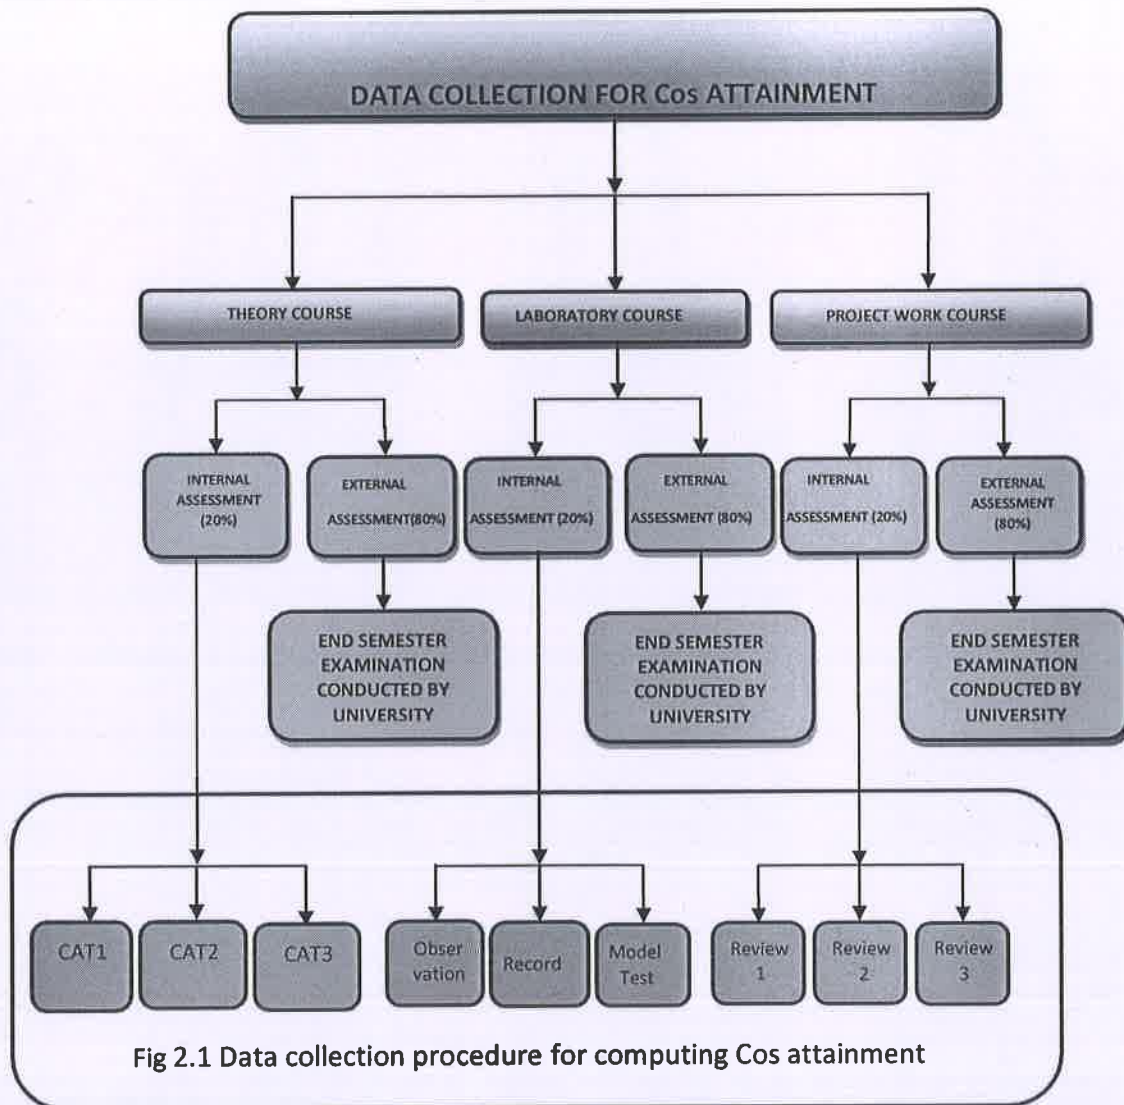 DATA COLLECTION FOR Cos ATTAINMENT
THEORY COURSE
LABORATORY COURSE
PROJECT WORK COURSE
INTERNAL
ASSESSMENT
(20%)
EXTERNAL
ASSESSMENT(80%)
INTERNAL
ASSESSMENT (20%)
EXTERNAL
ASSESSMENT (80%)
INTERNAL
ASSESSMENT (20%)
EXTERNAL
ASSESSMENT
(80%)
END SEMESTER
EXAMINATION
CONDUCTED BY
UNIVERSITY
END SEMESTER
EXAMINATION
CONDUCTED BY
UNIVERSITY
END SEMESTER
EXAMINATION
CONDUCTED BY
UNIVERSITY
CAT1
CAT2
CAT3
Obser
vation
Record
Model
Test
Review
1
Review
2
Review
3
Fig 2.1 Data collection procedure for computing Cos attainment